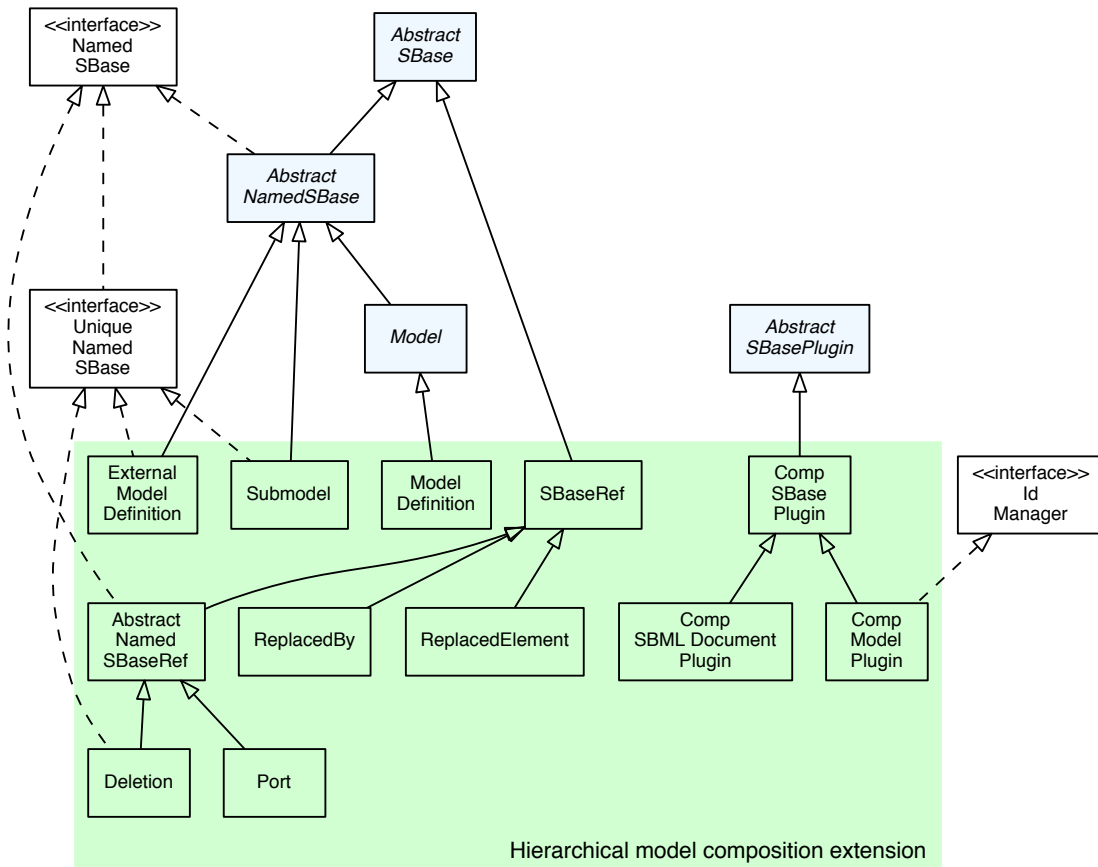 <<interface>>
Named
SBase
Abstract
SBase
Abstract
NamedSBase
<<interface>>
Unique
Named
SBase
Model
Abstract
SBasePlugin
External
Model
Definition
Submodel
Model
Definition
SBaseRef
Comp
SBase
Plugin
<<interface>>
Id
Manager
Abstract
Named
SBaseRef
ReplacedBy
ReplacedElement
Comp
SBML Document
Plugin
Comp
Model
Plugin
Deletion
Port
Hierarchical model composition extension